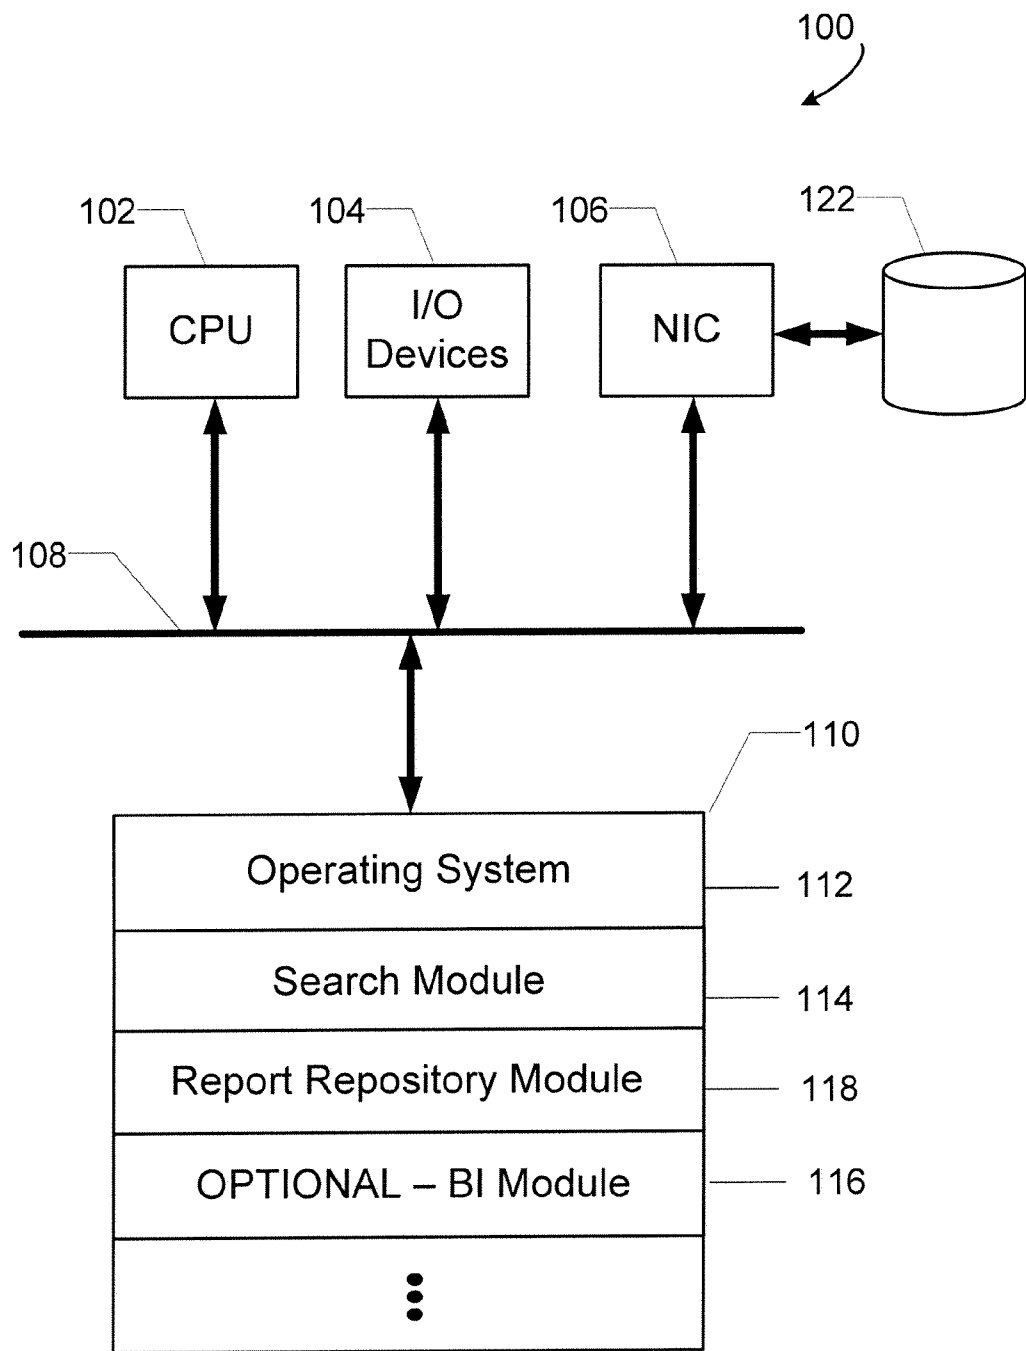 100
102
104
106
122
CPU
I/O
Devices
NIC
108
110
Operating System
112
Search Module
114
Report Repository Module
118
OPTIONAL – BI Module
116